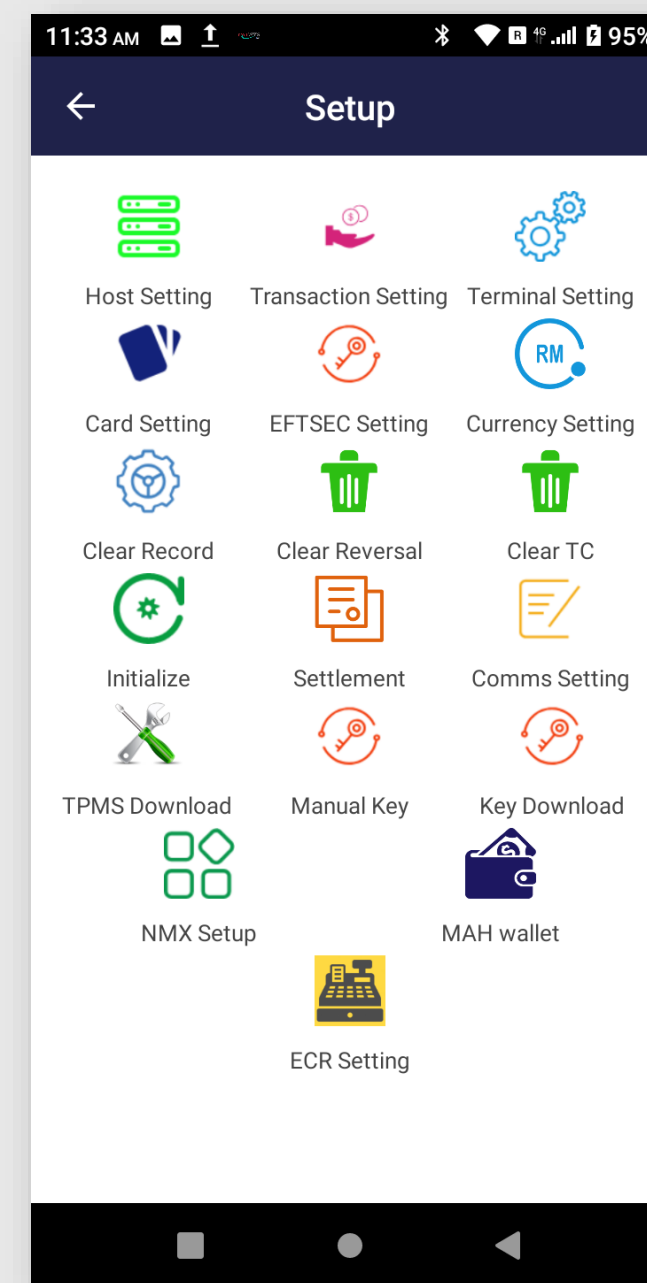 11:33 AM R 4G 95%
Setup
Host Setting Transaction Setting Terminal Setting
RM
Card Setting EFTSEC Setting Currency Setting
Clear Record Clear Reversal Clear TC
Initialize Settlement Comms Setting
TPMS Download Manual Key Key Download
NMX Setup MAH wallet
ECR Setting